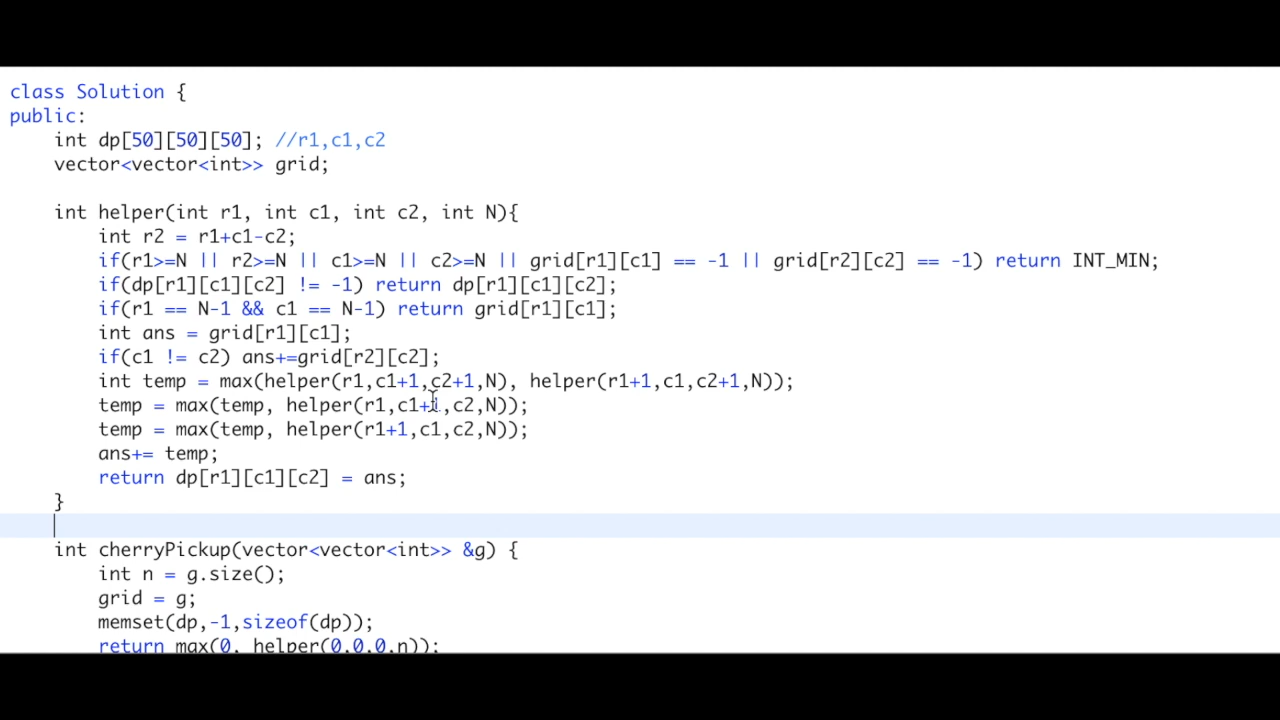 class Solution {
public:
    int dp[50][50][50]; //r1,c1,c2
    vector<vector<int>> grid;

    int helper(int r1, int c1, int c2, int N){
        int r2 = r1+c1-c2;
        if(r1>=N || r2>=N || c1>=N || c2>=N || grid[r1][c1] == -1 || grid[r2][c2] == -1) return INT_MIN;
        if(dp[r1][c1][c2] != -1) return dp[r1][c1][c2];
        if(r1 == N-1 && c1 == N-1) return grid[r1][c1];
        int ans = grid[r1][c1];
        if(c1 != c2) ans+=grid[r2][c2];
        int temp = max(helper(r1,c1+1,c2+1,N), helper(r1+1,c1,c2+1,N));
        temp = max(temp, helper(r1,c1+1,c2,N));
        temp = max(temp, helper(r1+1,c1,c2,N));
        ans+= temp;
        return dp[r1][c1][c2] = ans;
    }

    int cherryPickup(vector<vector<int>> &g) {
        int n = g.size();
        grid = g;
        memset(dp,-1,sizeof(dp));
        return max(0, helper(0,0,0,n));